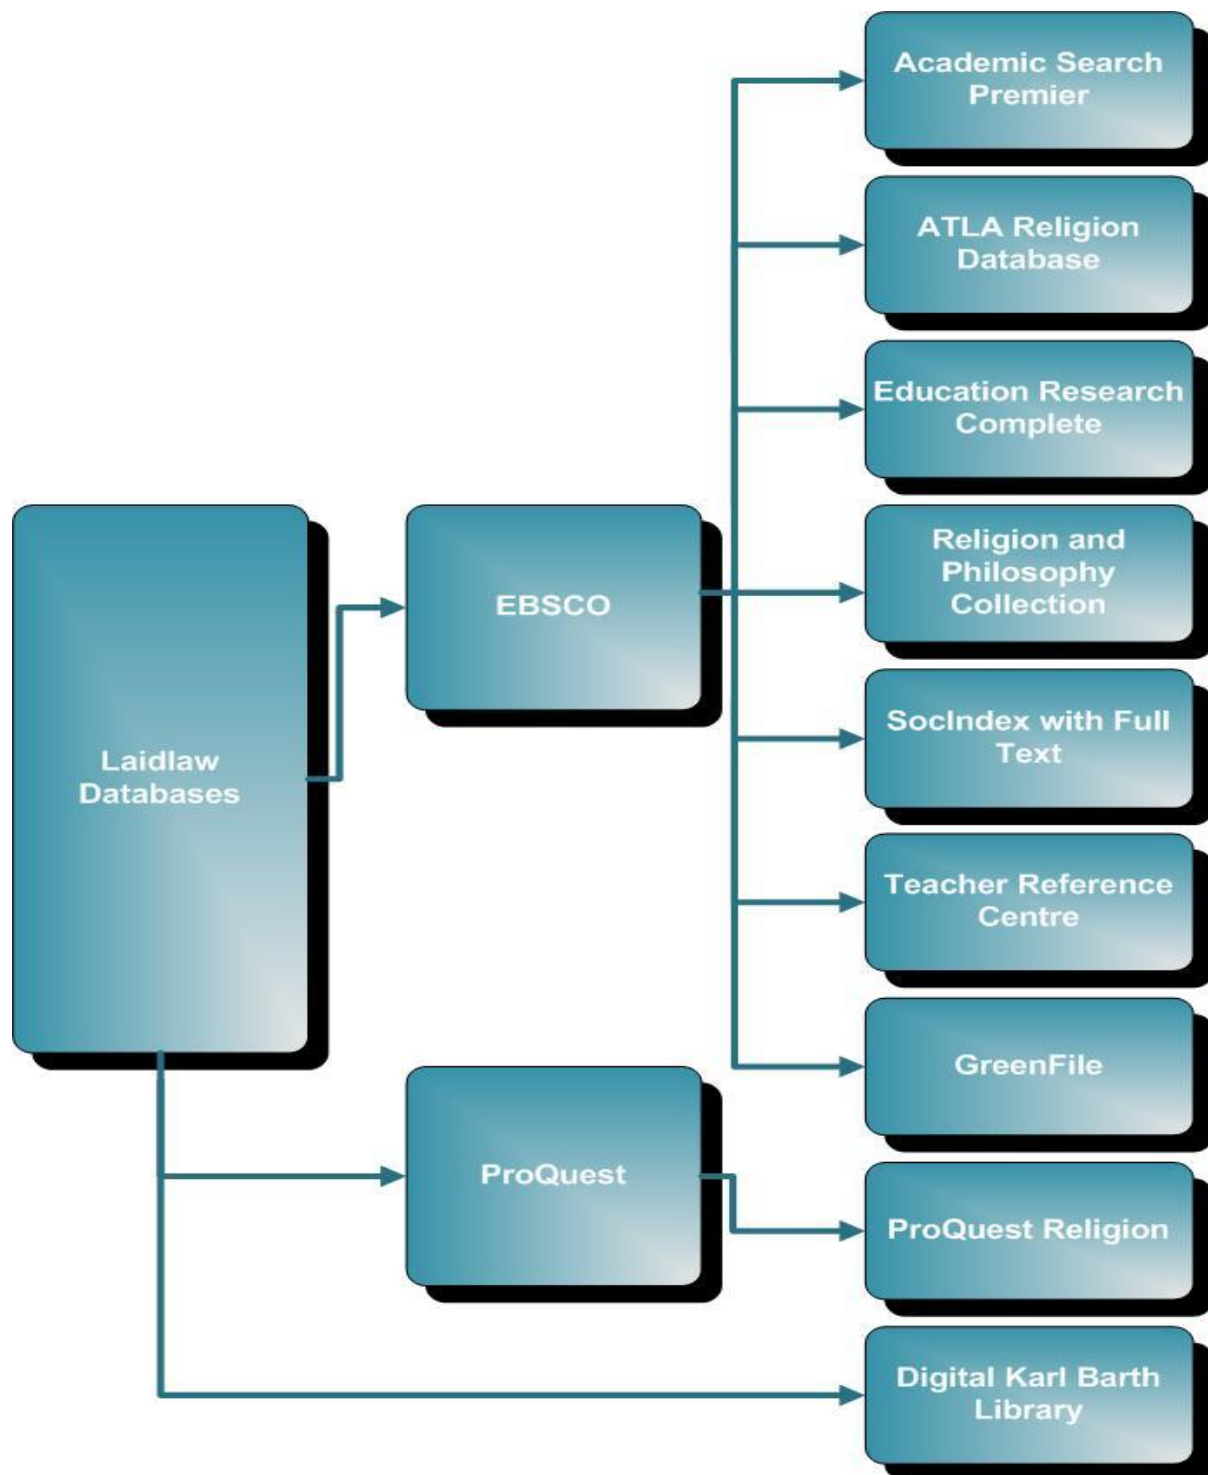 Academic Search
Premier
ATLA Religion
Database
Education Research
Complete
Religion and
Philosophy
Collection
EBSCO
SocIndex with Full
Text
Laidlaw
Databases
Teacher Reference
Centre
GreenFile
ProQuest
ProQuest Religion
Digital Karl Barth
Library